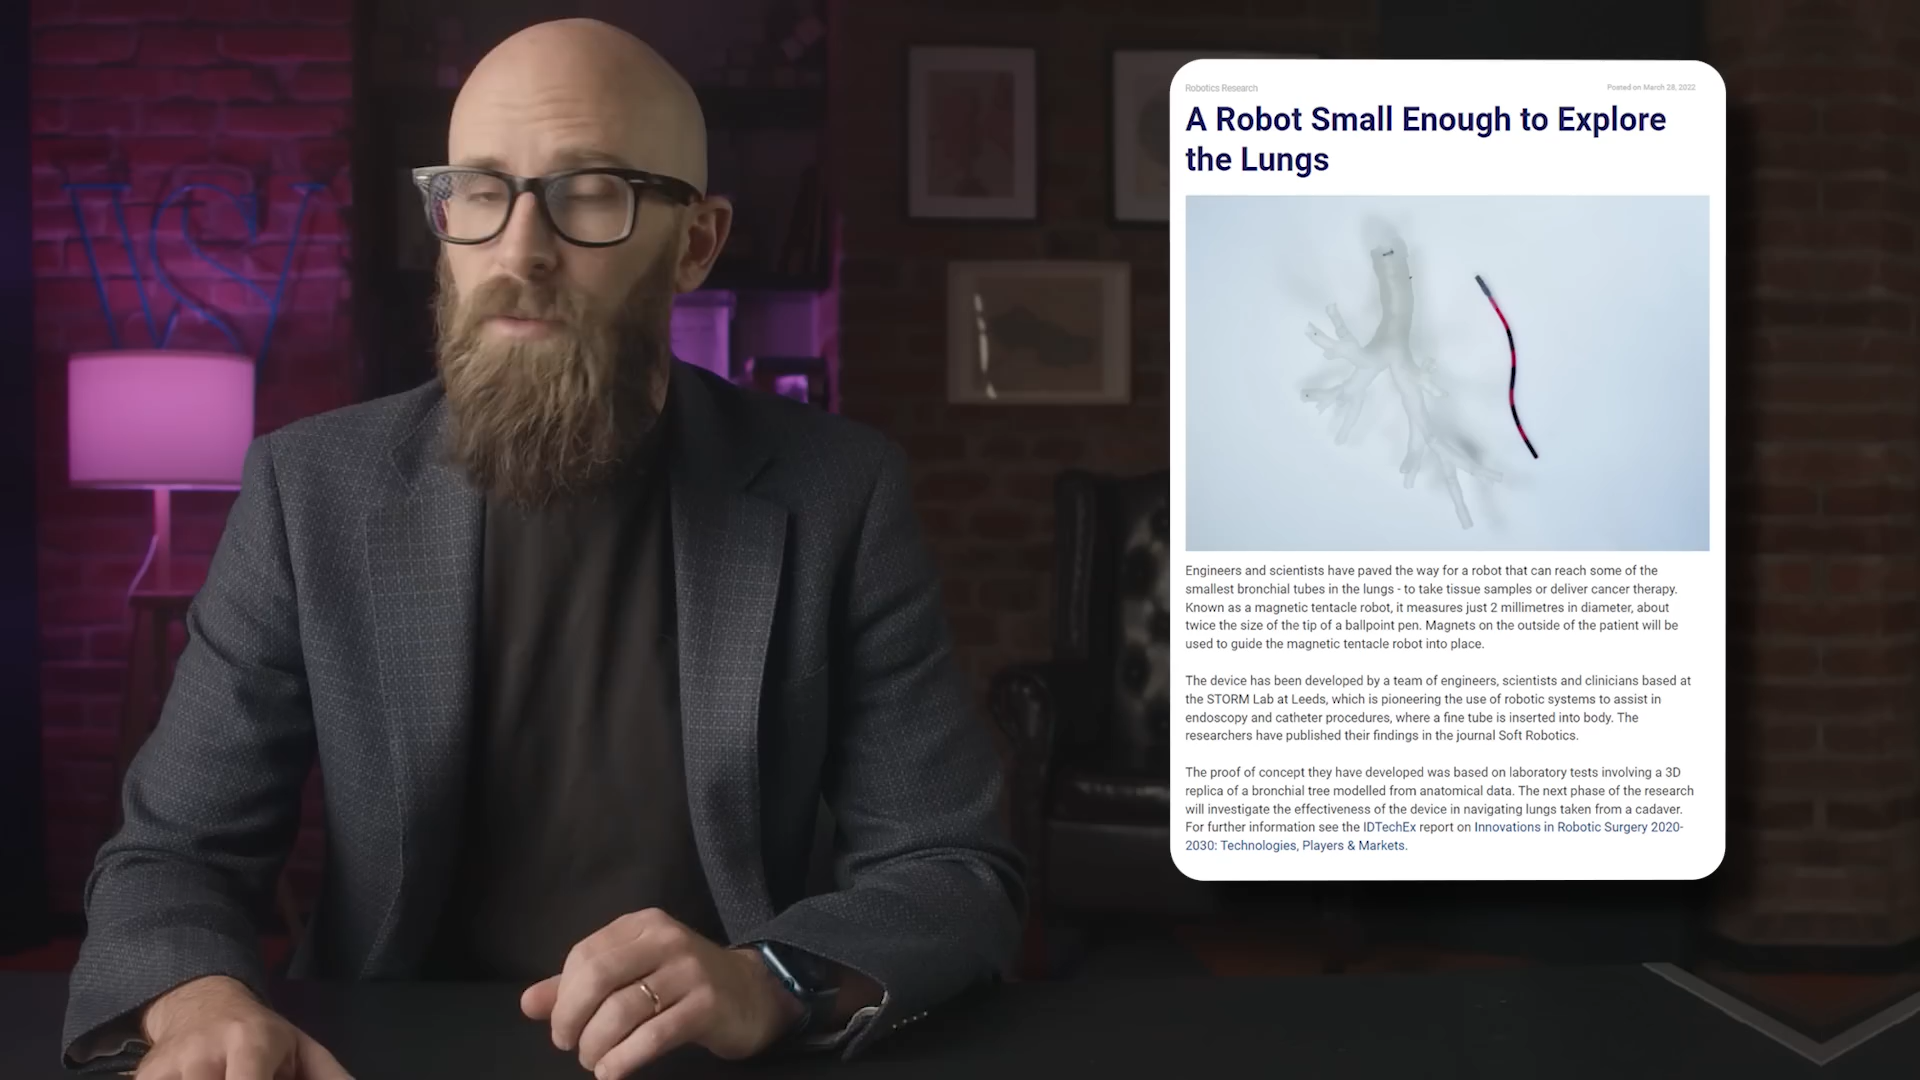 Robotics Research
Posted on March 28, 2022
A Robot Small Enough to Explore
the Lungs
Engineers and scientists have paved the way for a robot that can reach some of the
smallest bronchial tubes in the lungs - to take tissue samples or deliver cancer therapy.
Known as a magnetic tentacle robot, it measures just 2 millimetres in diameter, about
twice the size of the tip of a ballpoint pen. Magnets on the outside of the patient will be
used to guide the magnetic tentacle robot into place.
The device has been developed by a team of engineers, scientists and clinicians based at
the STORM Lab at Leeds, which is pioneering the use of robotic systems to assist in
endoscopy and catheter procedures, where a fine tube is inserted into body. The
researchers have published their findings in the journal Soft Robotics.
The proof of concept they have developed was based on laboratory tests involving a 3D
replica of a bronchial tree modelled from anatomical data. The next phase of the research
will investigate the effectiveness of the device in navigating lungs taken from a cadaver.
For further information see the IDTechEx report on Innovations in Robotic Surgery 2020-
2030: Technologies, Players & Markets.